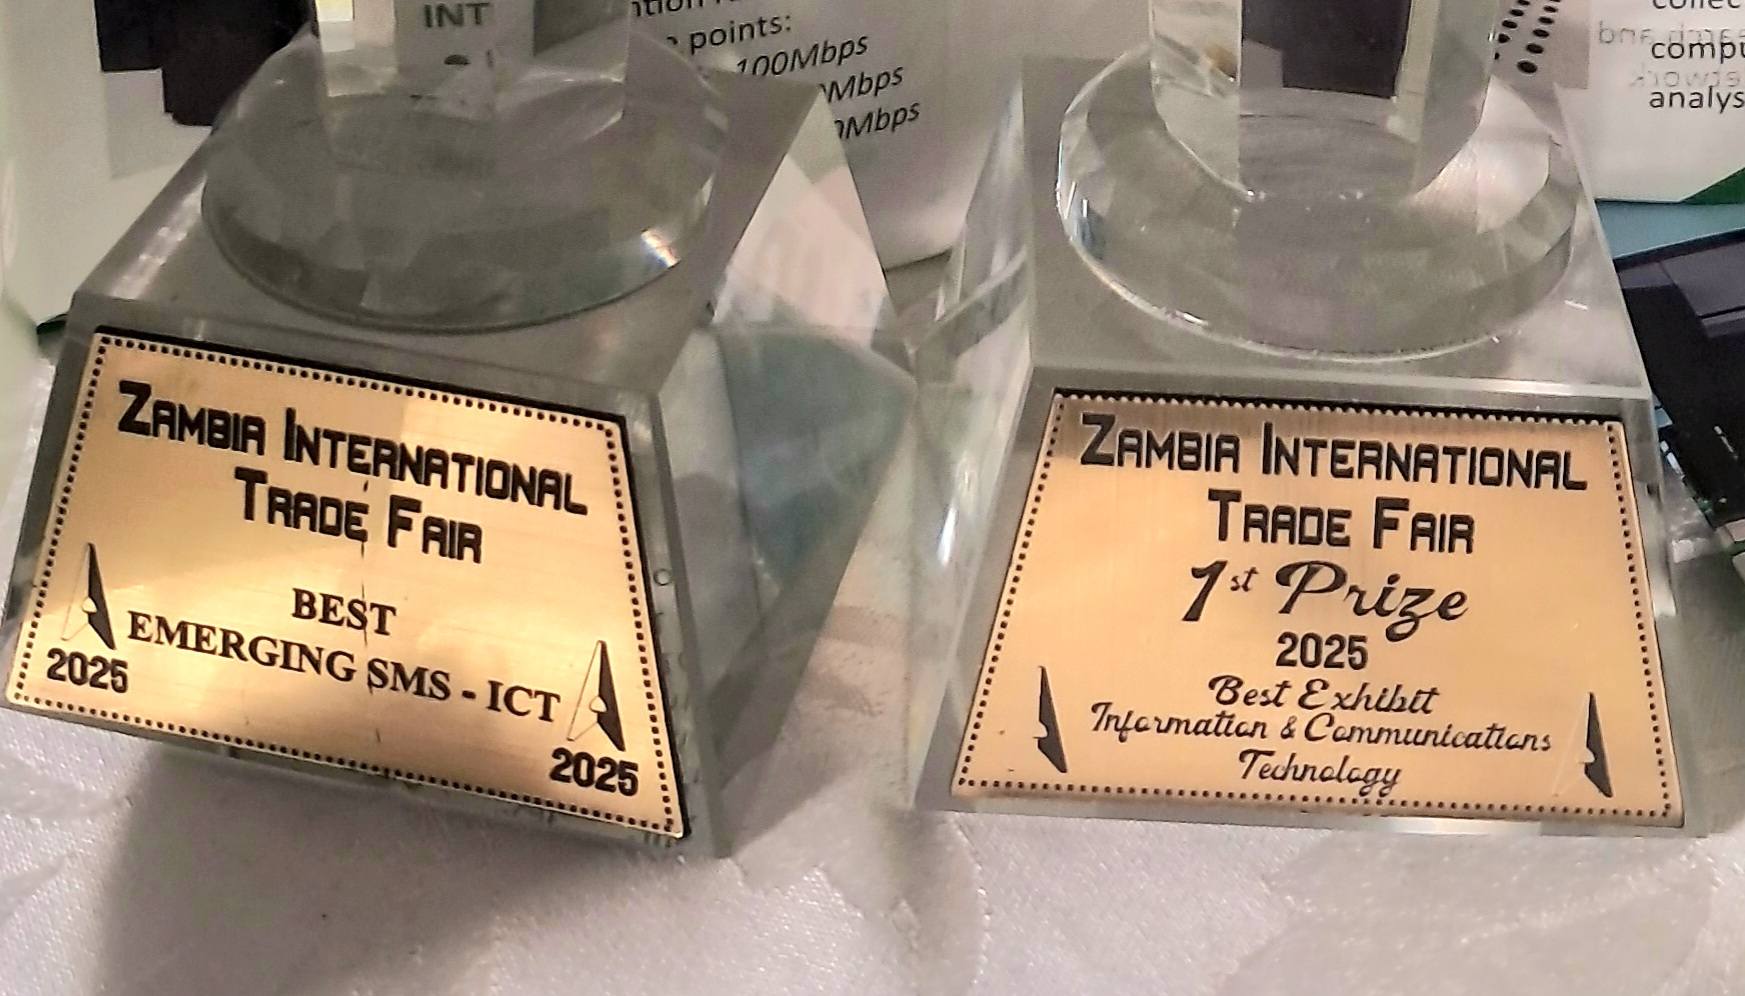 INT
points:
100Mbps
Mbps
Mbps
analys
ZAMBIA INTERNATIONAL
TRADE FAIR
BEST
EMERGING SMS - ICT
2025
2025
ZAMBIA INTERNATIONAL
TRADE FAIR
1st Prize
2025
Best Exhibit
Information & Communications
Technology